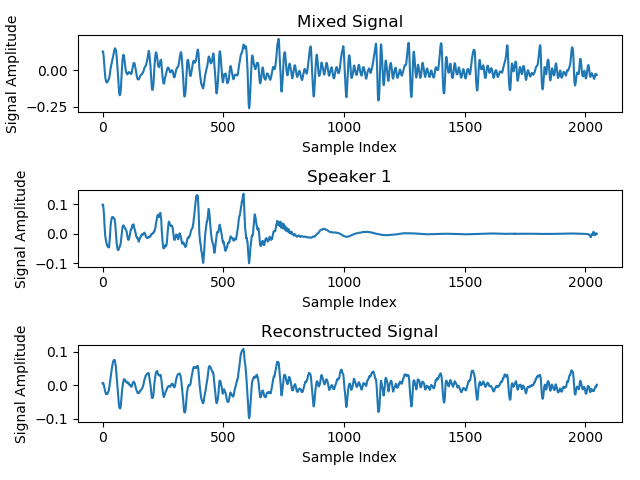 Mixed Signal
Signal Amplitude
0.00
−0.25
0 500 1000 1500 2000
Sample Index
Speaker 1
Signal Amplitude
0.1
0.0
−0.1
0 500 1000 1500 2000
Sample Index
Reconstructed Signal
Signal Amplitude
0.1
0.0
−0.1
0 500 1000 1500 2000
Sample Index